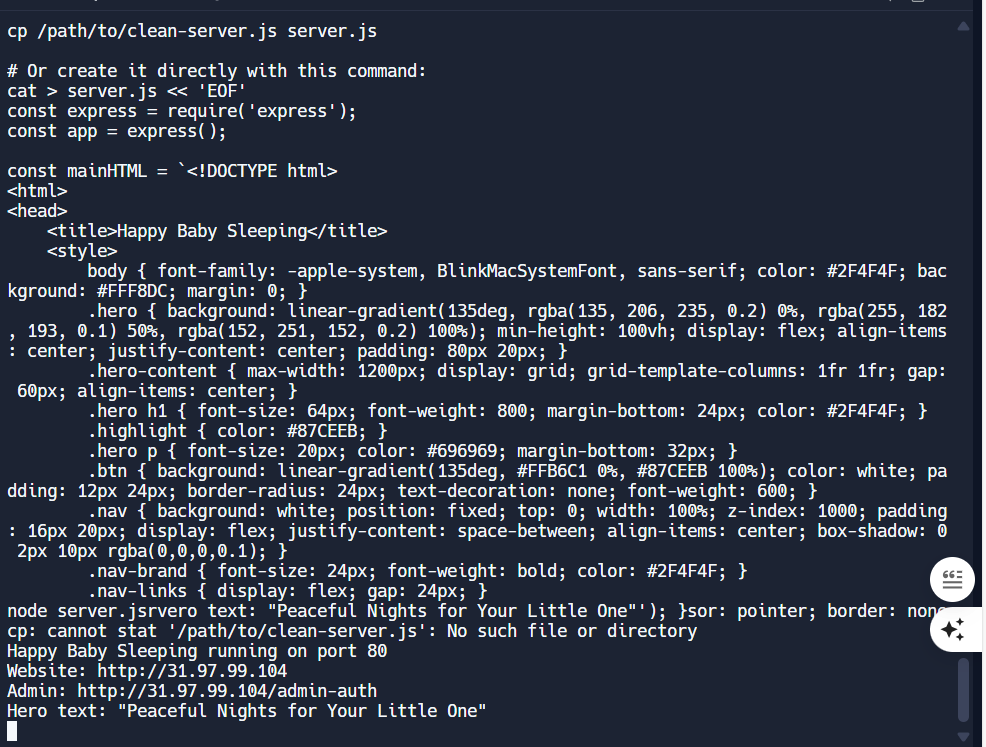 cp /path/to/clean-server.js server.js
# Or create it directly with this command:
cat > server.js << 'EOF'
const express = require('express');
const app = express();
const mainHTML = `<!DOCTYPE html>
<html>
<head>
    <title>Happy Baby Sleeping</title>
    <style>
        body { font-family: -apple-system, BlinkMacSystemFont, sans-serif; color: #2F4F4F; bac
kground: #FFF8DC; margin: 0; }
        .hero { background: linear-gradient(135deg, rgba(135, 206, 235, 0.2) 0%, rgba(255, 182
, 193, 0.1) 50%, rgba(152, 251, 152, 0.2) 100%); min-height: 100vh; display: flex; align-items
: center; justify-content: center; padding: 80px 20px; }
        .hero-content { max-width: 1200px; display: grid; grid-template-columns: 1fr 1fr; gap:
 60px; align-items: center; }
        .hero h1 { font-size: 64px; font-weight: 800; margin-bottom: 24px; color: #2F4F4F; }
        .highlight { color: #87CEEB; }
        .hero p { font-size: 20px; color: #696969; margin-bottom: 32px; }
        .btn { background: linear-gradient(135deg, #FFB6C1 0%, #87CEEB 100%); color: white; pa
dding: 12px 24px; border-radius: 24px; text-decoration: none; font-weight: 600; }
        .nav { background: white; position: fixed; top: 0; width: 100%; z-index: 1000; padding
: 16px 20px; display: flex; justify-content: space-between; align-items: center; box-shadow: 0
 2px 10px rgba(0,0,0,0.1); }
        .nav-brand { font-size: 24px; font-weight: bold; color: #2F4F4F; }
        .nav-links { display: flex; gap: 24px; }
node server.jsrvero text: "Peaceful Nights for Your Little One"'); }sor: pointer; border: none
cp: cannot stat '/path/to/clean-server.js': No such file or directory
Happy Baby Sleeping running on port 80
Website: http://31.97.99.104
Admin: http://31.97.99.104/admin-auth
Hero text: "Peaceful Nights for Your Little One"